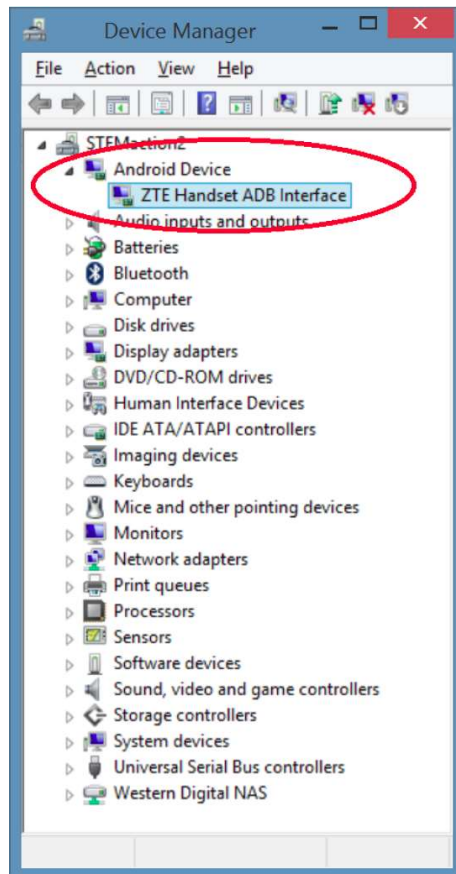 Device Manager
File Action View Help
STEMaction2
Android Device
ZTE Handset ADB Interface
Audio inputs and outputs
Batteries
Bluetooth
Computer
Disk drives
Display adapters
DVD/CD-ROM drives
Human Interface Devices
IDE ATA/ATAPI controllers
Imaging devices
Keyboards
Mice and other pointing devices
Monitors
Network adapters
Print queues
Processors
Sensors
Software devices
Sound, video and game controllers
Storage controllers
System devices
Universal Serial Bus controllers
Western Digital NAS